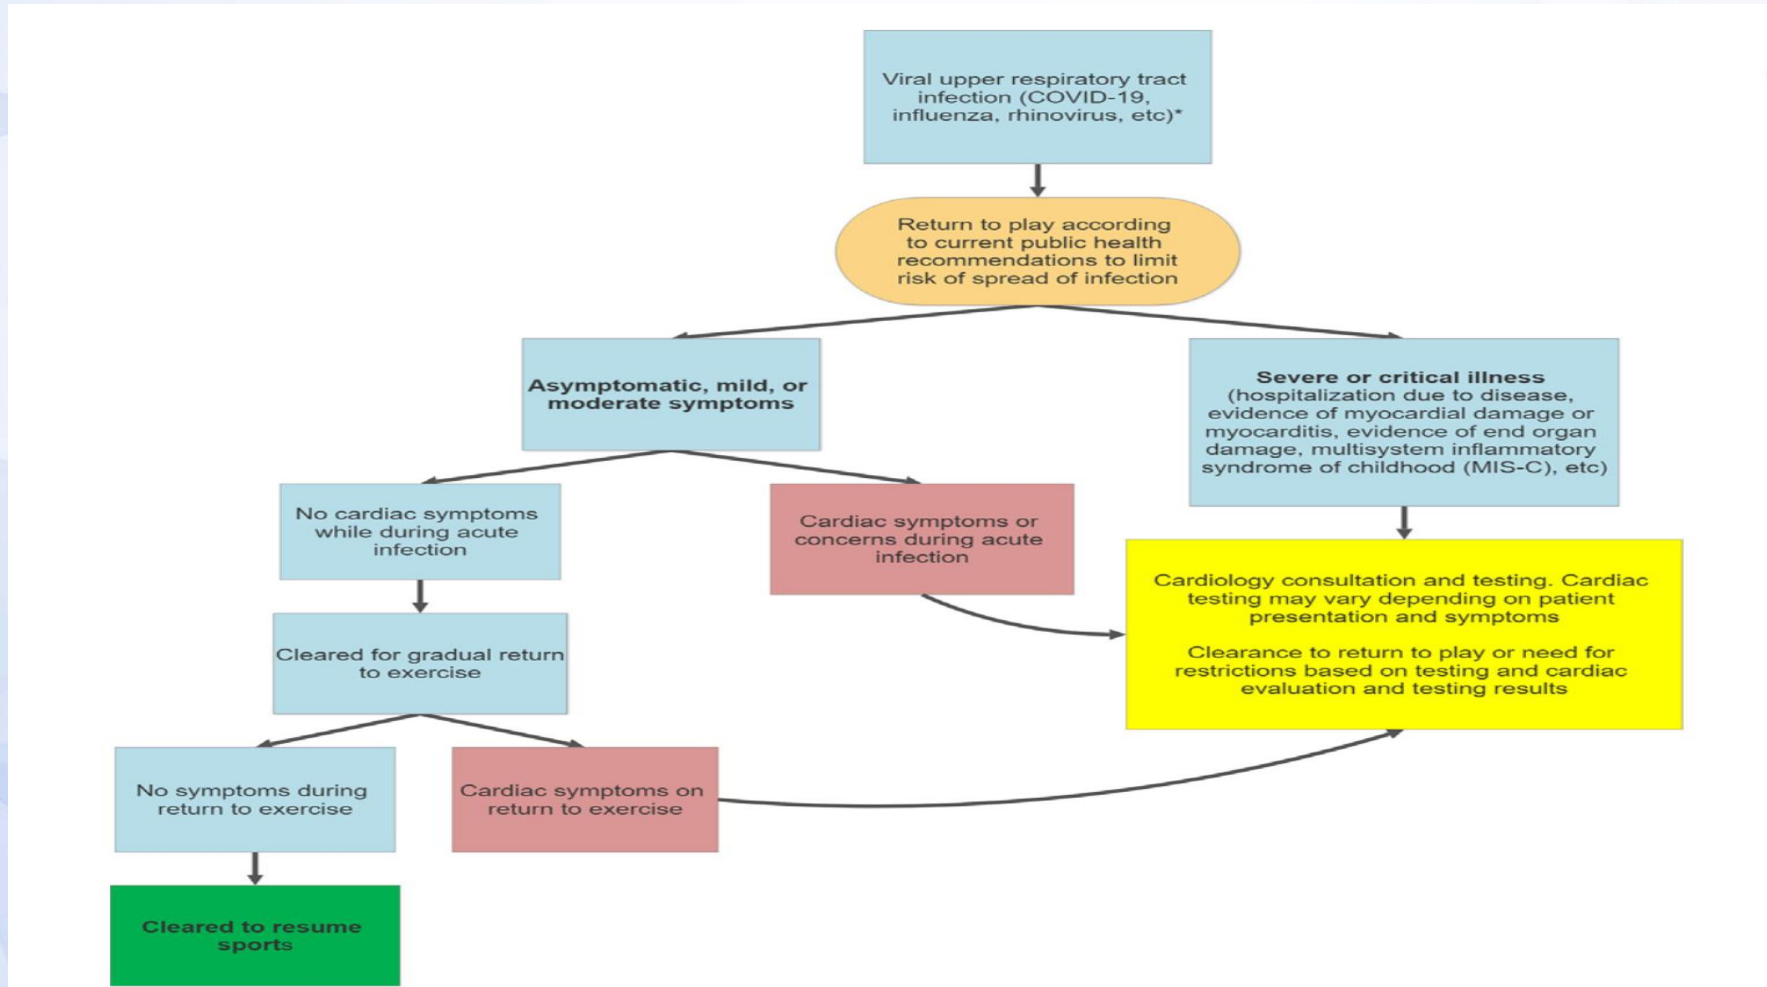 Viral upper respiratory tract
infection (COVID-19,
influenza, rhinovirus, etc)*
Return to play according
to current public health
recommendations to limit
risk of spread of infection
Asymptomatic, mild, or
moderate symptoms
Severe or critical illness
(hospitalization due to disease,
evidence of myocardial damage or
myocarditis, evidence of end organ
damage, multisystem inflammatory
syndrome of childhood (MIS-C), etc)
No cardiac symptoms
while during acute
infection
Cardiac symptoms or
concerns during acute
infection
Cardiology consultation and testing. Cardiac
testing may vary depending on patient
presentation and symptoms
Clearance to return to play or need for
restrictions based on testing and cardiac
evaluation and testing results
Cleared for gradual return
to exercise
No symptoms during
return to exercise
Cardiac symptoms on
return to exercise
Cleared to resume
sports